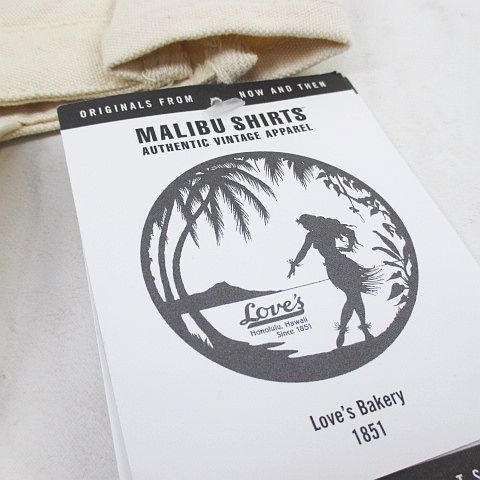 ORIGINALS FROM NOW AND THEN
MALIBU SHIRTS
AUTHENTIC VINTAGE APPAREL
Love's
Honolulu, Hawaii
Since 1851
Love's Bakery
1851